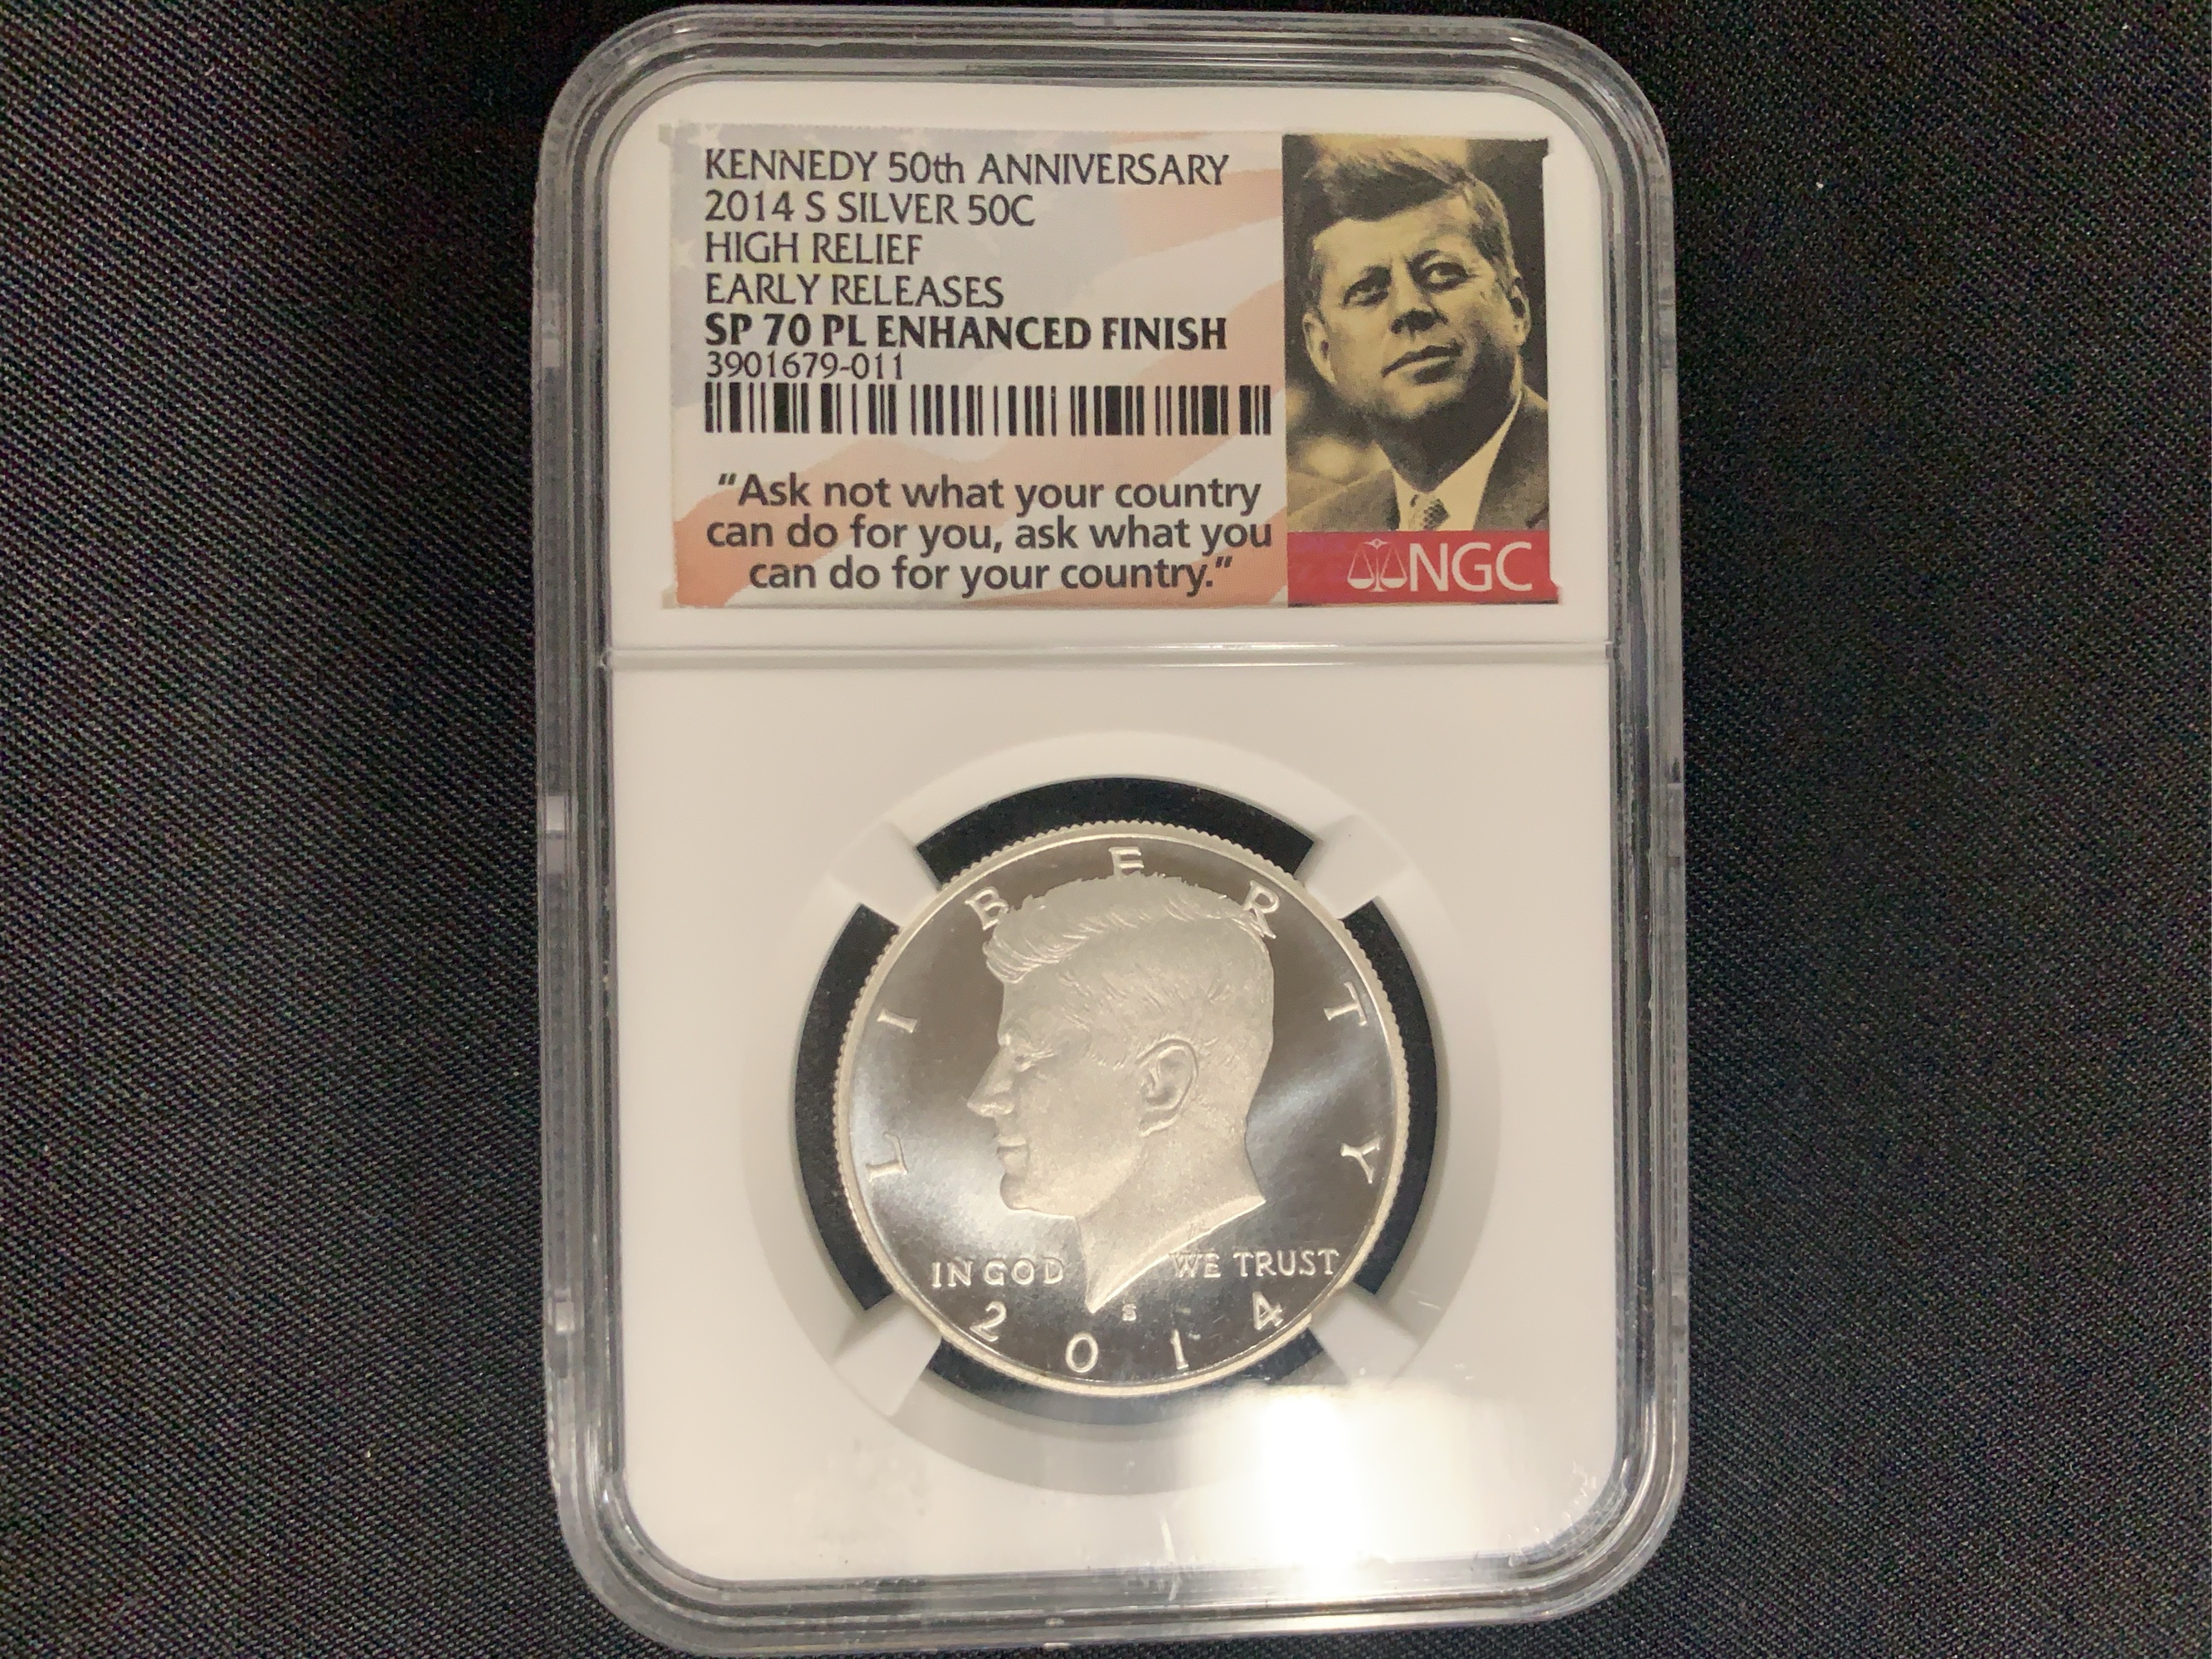 KENNEDY 50th ANNIVERSARY
2014 S SILVER 50C
HIGH RELIEF
EARLY RELEASES
SP 70 PL ENHANCED FINISH
3901679-011
“Ask not what your country
can do for you, ask what you
can do for your country.”
NGC
LIBERTY
IN GOD WE TRUST
S
2014